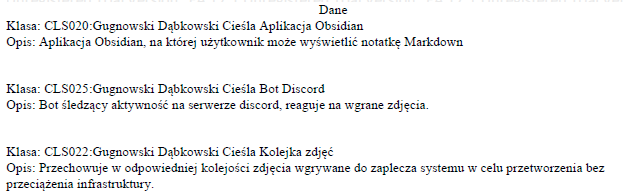 Dane
Klasa: CLS020:Gugnowski Dąbkowski Cieśla Aplikacja Obsidian
Opis: Aplikacja Obsidian, na której użytkownik może wyświetlić notatkę Markdown
Klasa: CLS025:Gugnowski Dąbkowski Cieśla Bot Discord
Opis: Bot śledzący aktywność na serwerze discord, reaguje na wgrane zdjęcia.
Klasa: CLS022:Gugnowski Dąbkowski Cieśla Kolejka zdjęć
Opis: Przechowuje w odpowiedniej kolejości zdjęcia wgrywane do zaplecza systemu w celu przetworzenia bez
przeciążenia infrastruktury.